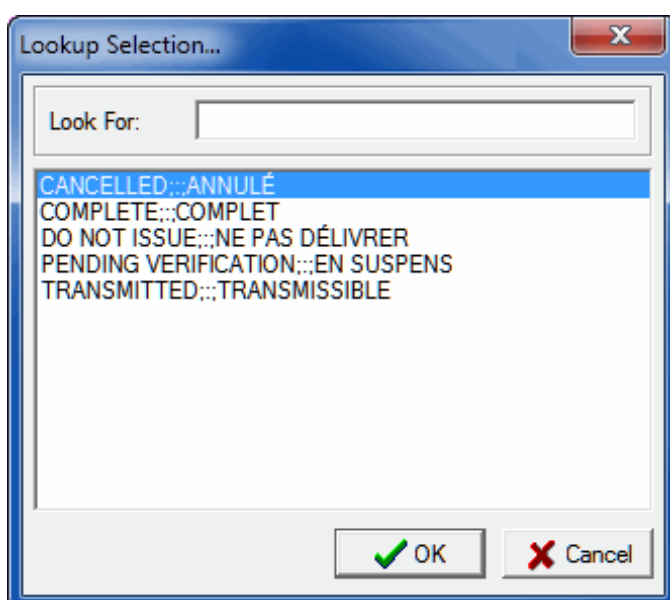 Lookup Selection...
Look For:
CANCELLED;:;ANNULÉ
COMPLETE;:;COMPLET
DO NOT ISSUE;:;NE PAS DÉLIVRER
PENDING VERIFICATION;:;EN SUSPENS
TRANSMITTED;:;TRANSMISSIBLE
OK
Cancel